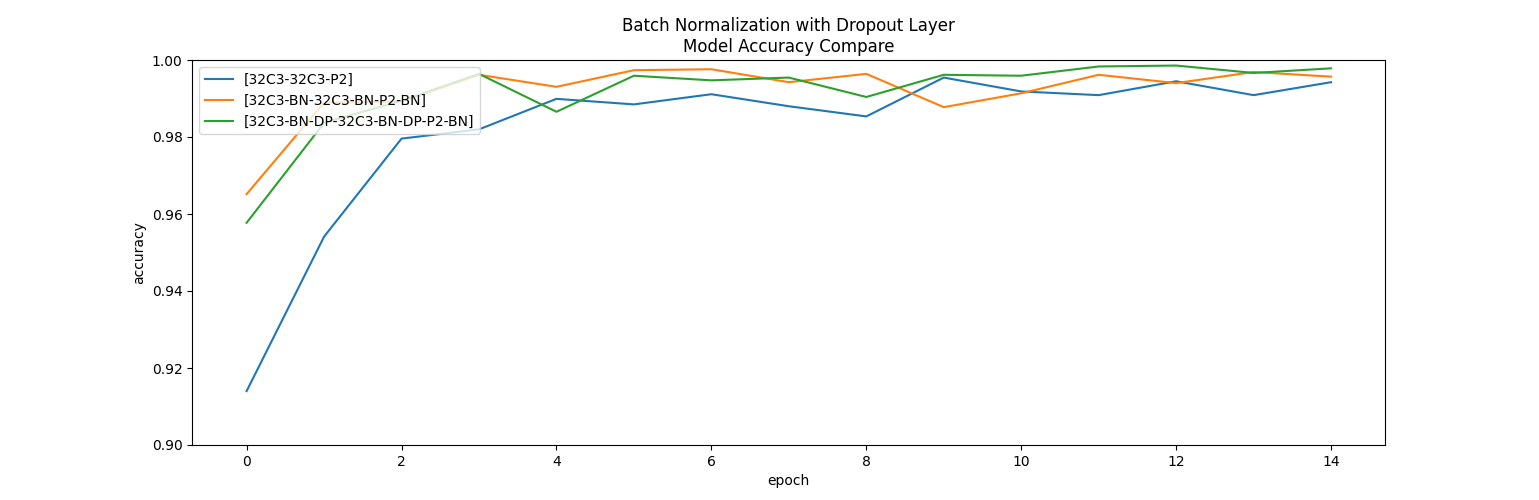 Batch Normalization with Dropout Layer
Model Accuracy Compare
1.00
0.98
0.96
0.94
0.92
0.90
accuracy
[32C3-32C3-P2]
[32C3-BN-32C3-BN-P2-BN]
[32C3-BN-DP-32C3-BN-DP-P2-BN]
0 2 4 6 8 10 12 14
epoch